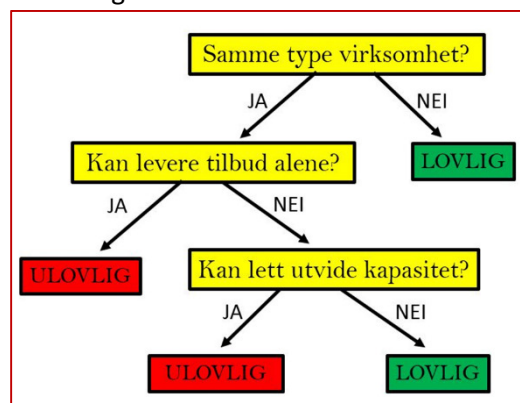 Samme type virksomhet?
JA
NEI
Kan levere tilbud alene?
LOVLIG
JA
NEI
ULOVLIG
Kan lett utvide kapasitet?
JA
NEI
ULOVLIG
LOVLIG